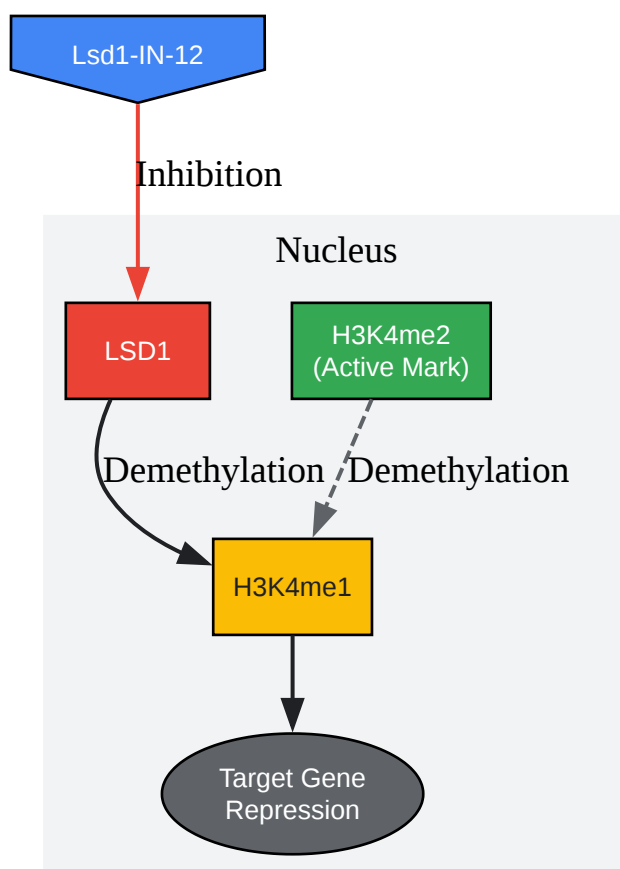 Lsd1-IN-12
Inhibition
Nucleus
LSD1
H3K4me2
(Active Mark)
Demethylation
Demethylation
H3K4me1
Target Gene
Repression